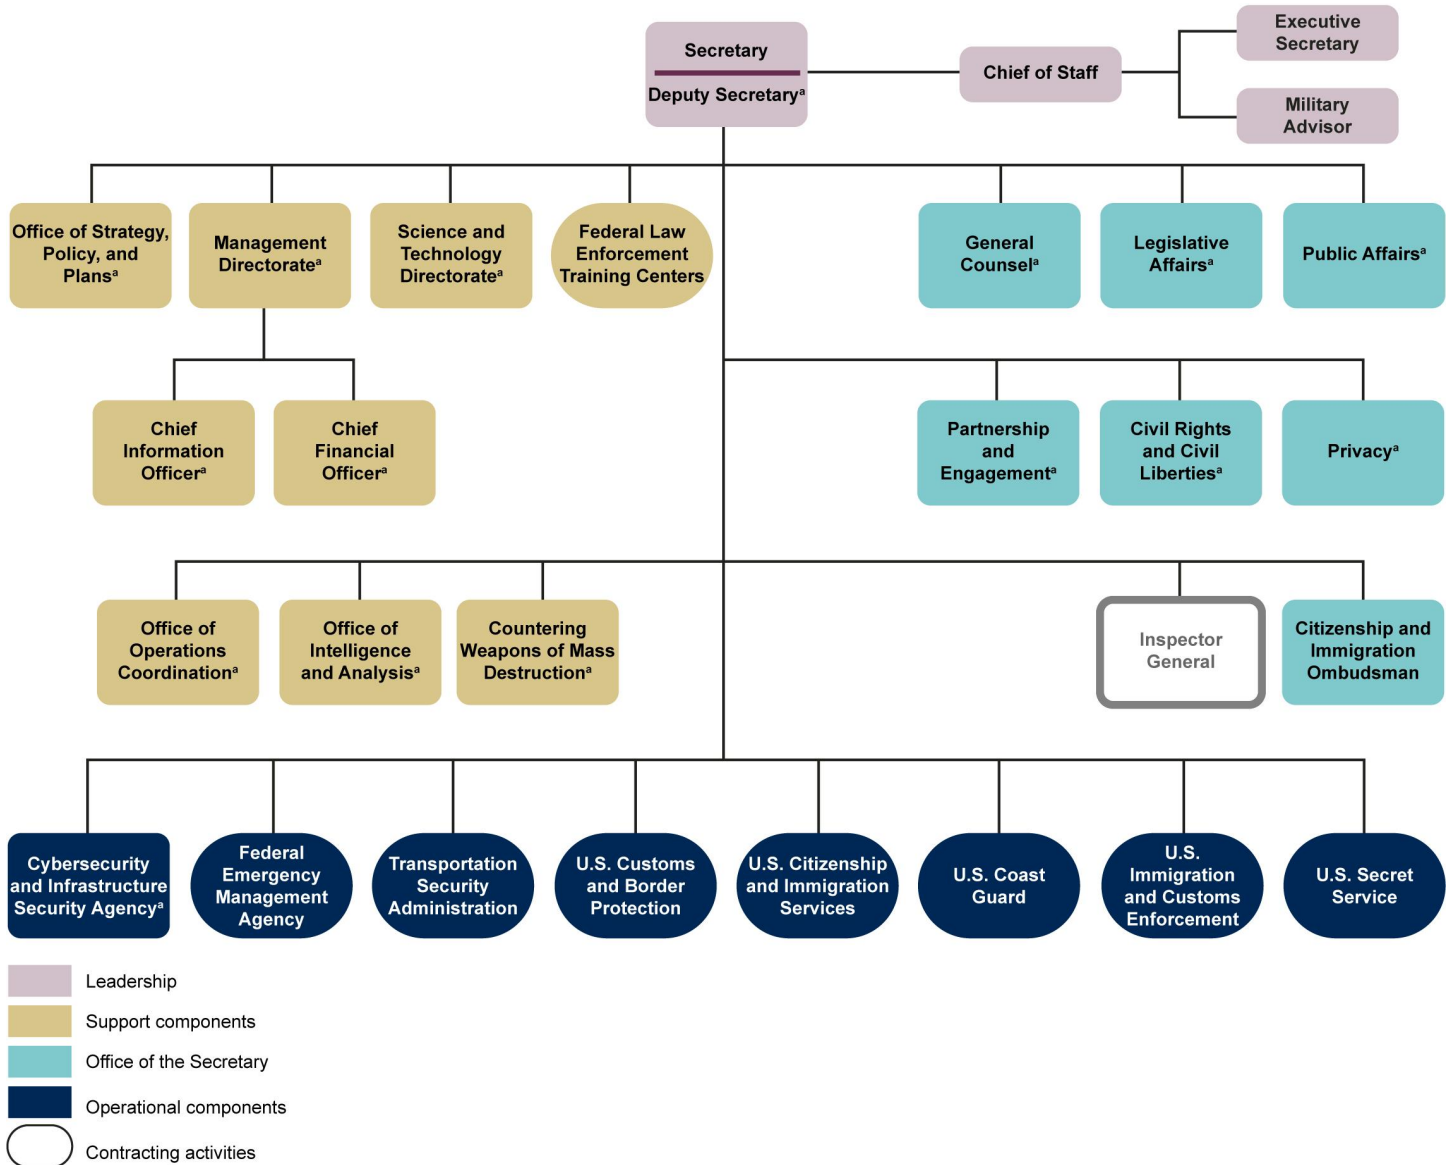 Secretary
Deputy Secretaryᵃ
Chief of Staff
Executive
Secretary
Military
Advisor
Office of Strategy,
Policy, and
Plansᵃ
Management
Directorateᵃ
Science and
Technology
Directorateᵃ
Federal Law
Enforcement
Training Centers
General
Counselᵃ
Legislative
Affairsᵃ
Public Affairsᵃ
Chief
Information
Officerᵃ
Chief
Financial
Officerᵃ
Partnership
and
Engagementᵃ
Civil Rights
and Civil
Libertiesᵃ
Privacyᵃ
Office of
Operations
Coordinationᵃ
Office of
Intelligence
and Analysisᵃ
Countering
Weapons of Mass
Destructionᵃ
Inspector
General
Citizenship and
Immigration
Ombudsman
Cybersecurity
and Infrastructure
Security Agencyᵃ
Federal
Emergency
Management
Agency
Transportation
Security
Administration
U.S. Customs
and Border
Protection
U.S. Citizenship
and Immigration
Services
U.S. Coast
Guard
U.S.
Immigration
and Customs
Enforcement
U.S. Secret
Service
Leadership
Support components
Office of the Secretary
Operational components
Contracting activities